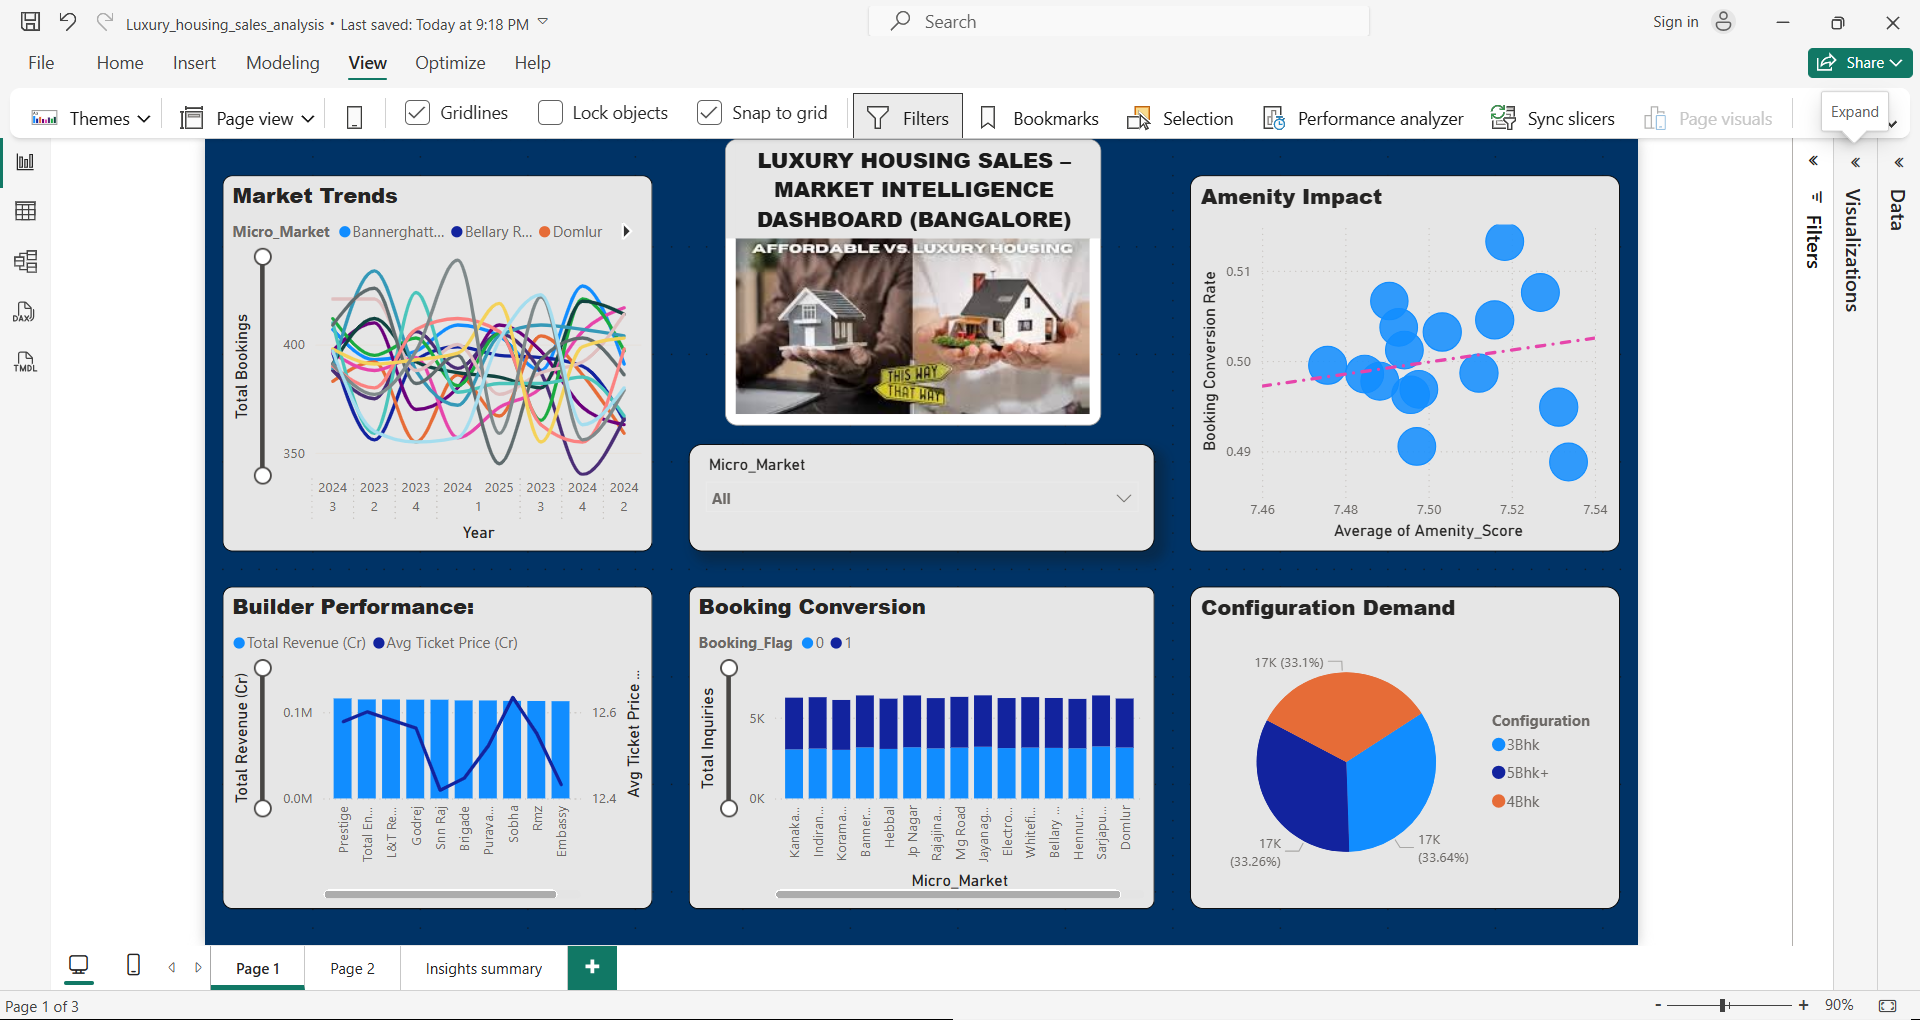 Luxury_housing_sales_analysis • Last saved: Today at 9:18 PM
Search
Sign in
File
Home
Insert
Modeling
View
Optimize
Help
Share
Themes
Page view
Gridlines
Lock objects
Snap to grid
Filters
Bookmarks
Selection
Performance analyzer
Sync slicers
Page visuals
Expand
DAX
TMDL
Market Trends
Micro_Market Bannerghatt... Bellary R... Domlur
Total Bookings
400
350
2024 2023 2023 2024 2025 2023 2024 2024
3 2 4 1 3 4 2
Year
LUXURY HOUSING SALES –
MARKET INTELLIGENCE
DASHBOARD (BANGALORE)
AFFORDABLE VS. LUXURY HOUSING
THIS WAY
THAT WAY
Micro_Market
All
Amenity Impact
Booking Conversion Rate
0.51
0.50
0.49
7.46 7.48 7.50 7.52 7.54
Average of Amenity_Score
Filters
Visualizations
Data
Builder Performance:
Total Revenue (Cr) Avg Ticket Price (Cr)
Total Revenue (Cr)
0.1M
0.0M
12.6
12.4
Avg Ticket Price ...
Prestige
Total En...
L&T Re...
Godrej
Snn Raj
Brigade
Purava...
Sobha
Rmz
Embassy
Booking Conversion
Booking_Flag 0 1
Total Inquiries
5K
0K
Kanaka...
Indiran...
Korama...
Banner...
Hebbal
Jp Nagar
Rajajina...
Mg Road
Jayanag...
Electro...
Whitefi...
Bellary ...
Hennur...
Sarjapu...
Domlur
Micro_Market
Configuration Demand
17K (33.1%)
17K
(33.26%)
17K
(33.64%)
Configuration
3Bhk
5Bhk+
4Bhk
Page 1
Page 2
Insights summary
+
Page 1 of 3
- + 90%